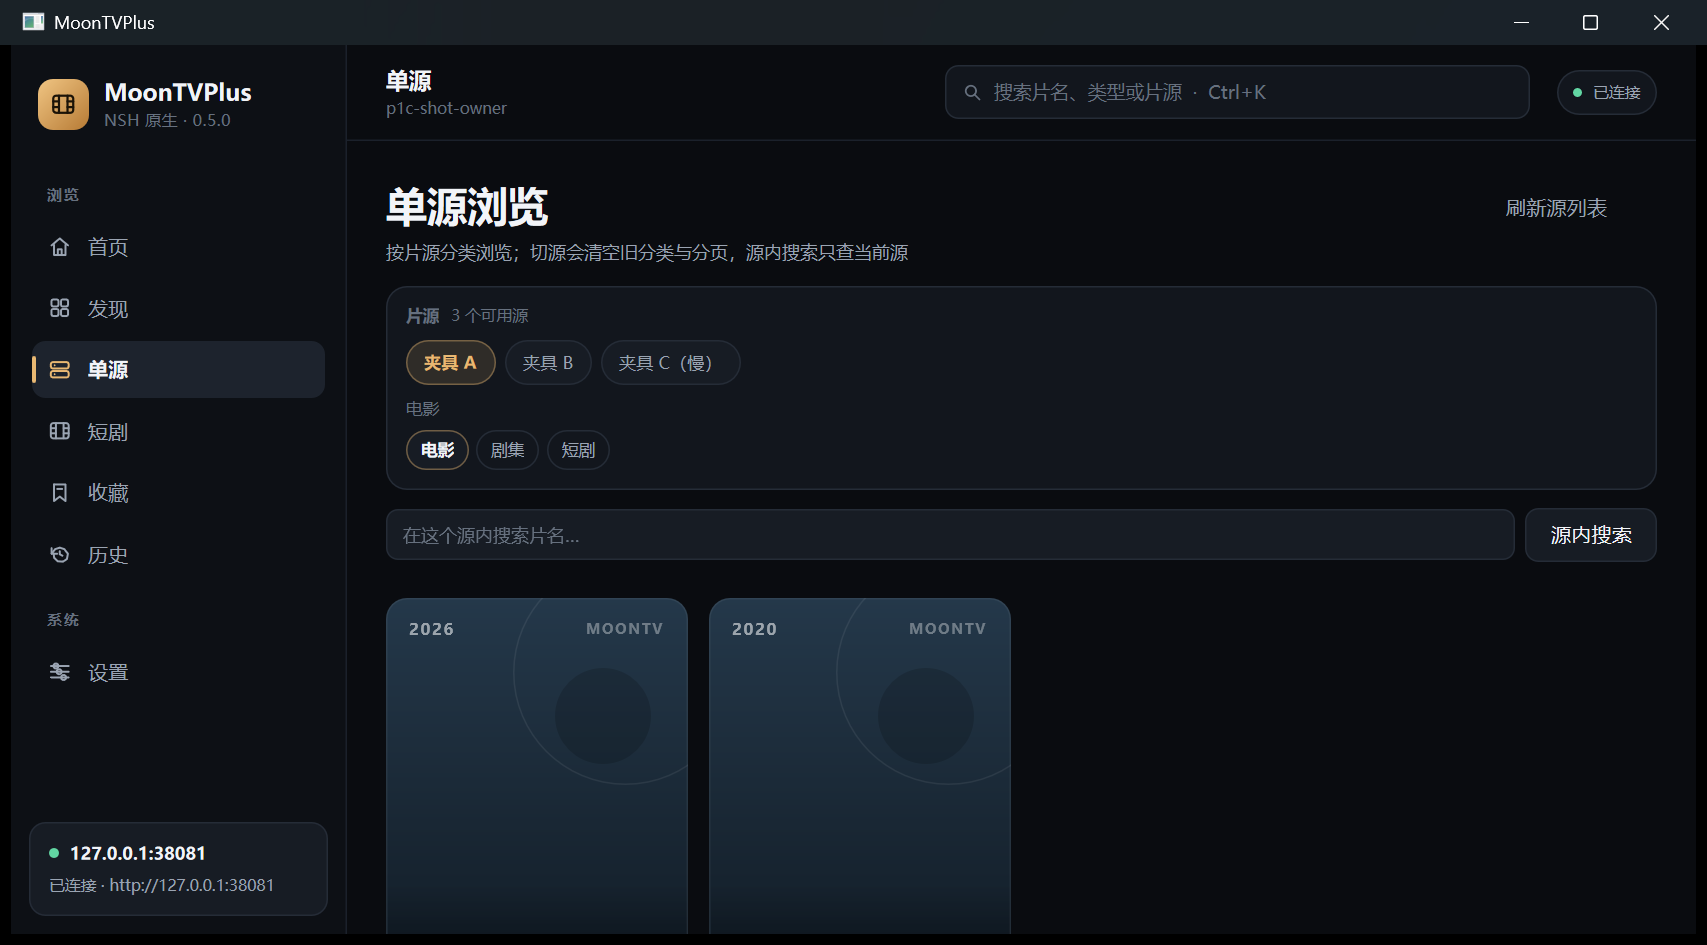 MoonTVPlus
MoonTVPlus
NSH 原生 · 0.5.0
浏览
首页
发现
单源
短剧
收藏
历史
系统
设置
127.0.0.1:38081
已连接 · http://127.0.0.1:38081
单源
p1c-shot-owner
搜索片名、类型或片源 · Ctrl+K
已连接
单源浏览
刷新源列表
按片源分类浏览；切源会清空旧分类与分页，源内搜索只查当前源
片源 3 个可用源
夹具 A 夹具 B 夹具 C（慢）
电影
电影 剧集 短剧
在这个源内搜索片名...
源内搜索
2026 MOONTV
2020 MOONTV